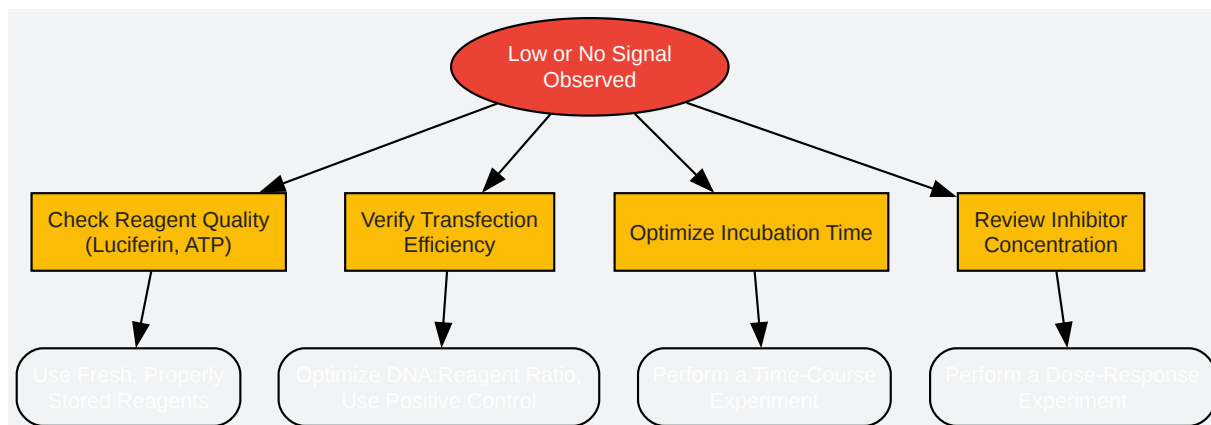 Low or No Signal
Observed
Check Reagent Quality
(Luciferin, ATP)
Verify Transfection
Efficiency
Optimize Incubation Time
Review Inhibitor
Concentration
Use Fresh, Properly
Stored Reagents
Optimize DNA:Reagent Ratio,
Use Positive Control
Perform a Time-Course
Experiment
Perform a Dose-Response
Experiment